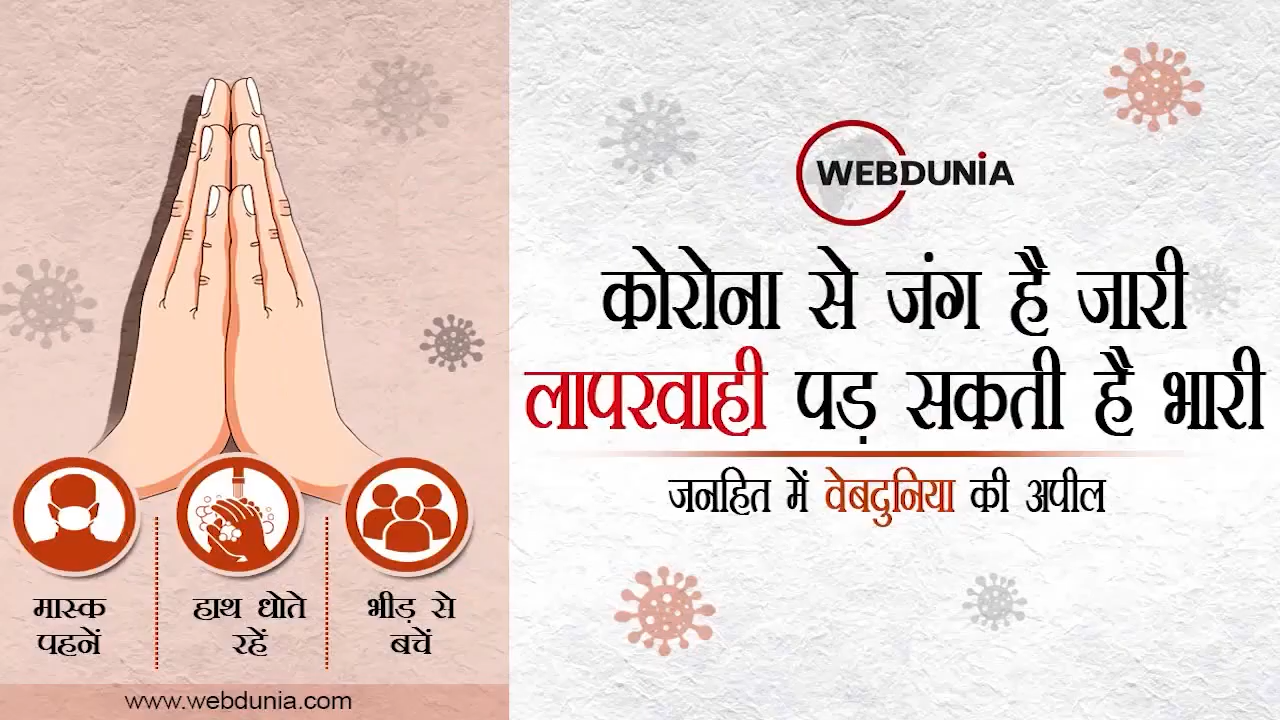 WEBDUNIA
कोरोना से जंग है जारी
लापरवाही पड़ सकती है भारी
जनहित में वेबदुनिया की अपील
मास्क
पहनें
हाथ धोते
रहें
भीड़ से
बचें
www.webdunia.com